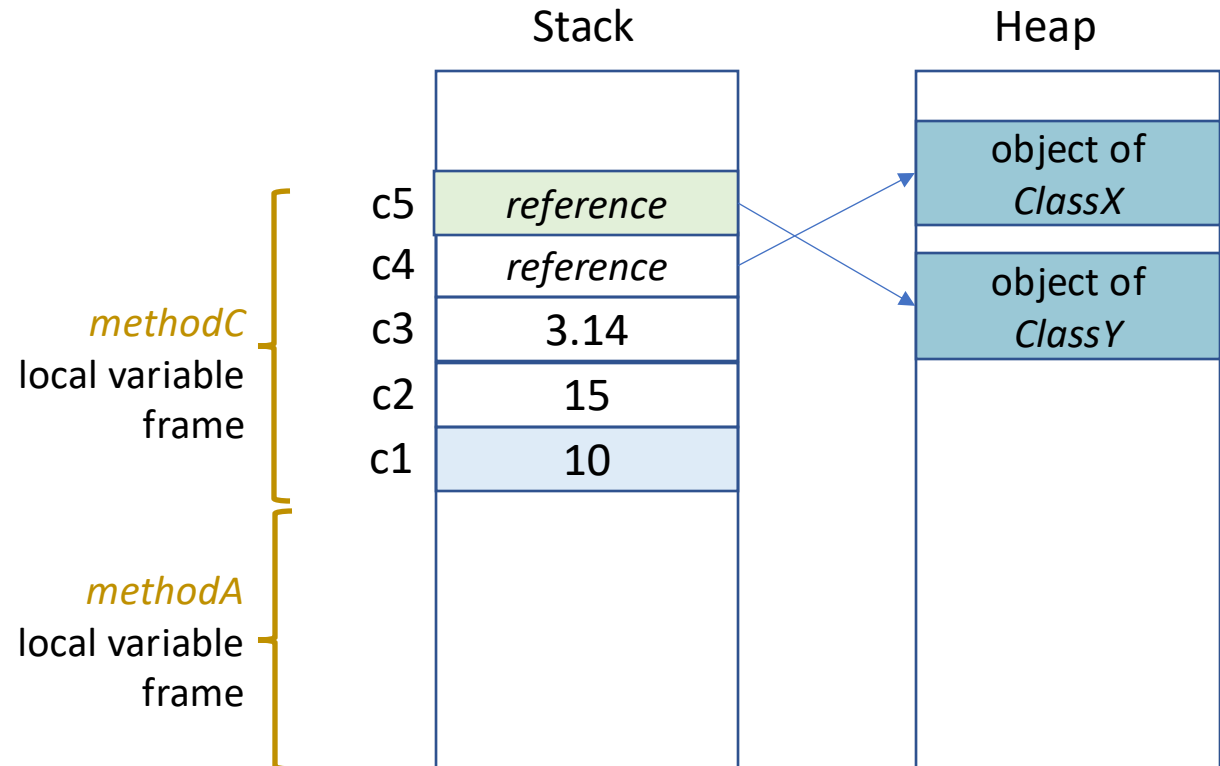 Stack
Heap
c5
reference
c4
reference
c3
3.14
c2
15
c1
10
methodC
local variable
frame
methodA
local variable
frame
object of
ClassX
object of
ClassY